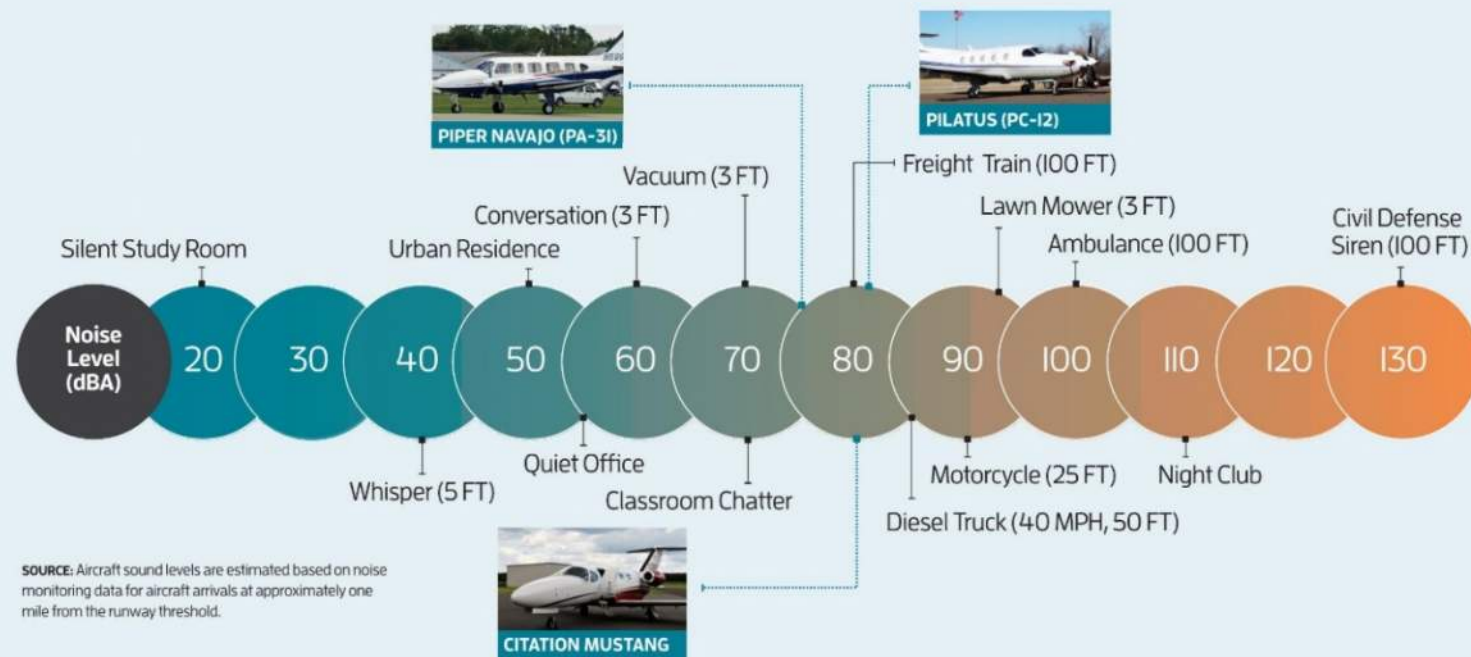 PIPER NAVAJO (PA-31)
PILATUS (PC-12)
Freight Train (100 FT)
Vacuum (3 FT)
Lawn Mower (3 FT)
Conversation (3 FT)
Civil Defense
Siren (100 FT)
Silent Study Room
Urban Residence
Ambulance (100 FT)
Noise
Level
(dBA)
20
30
40
50
60
70
80
90
100
110
120
130
Whisper (5 FT)
Quiet Office
Classroom Chatter
Motorcycle (25 FT)
Night Club
Diesel Truck (40 MPH, 50 FT)
SOURCE: Aircraft sound levels are estimated based on noise
monitoring data for aircraft arrivals at approximately one
mile from the runway threshold.
CITATION MUSTANG